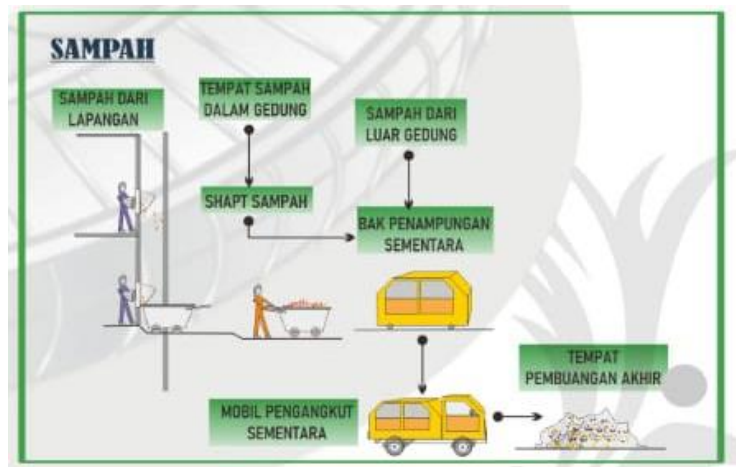 SAMPAH
SAMPAH DARI
LAPANGAN
TEMPAT SAMPAH
DALAM GEDUNG
SAMPAH DARI
LUAR GEDUNG
SHAPT SAMPAH
BAK PENAMPUNGAN
SEMENTARA
TEMPAT
PEMBUANGAN AKHIR
MOBIL PENGANGKUT
SEMENTARA